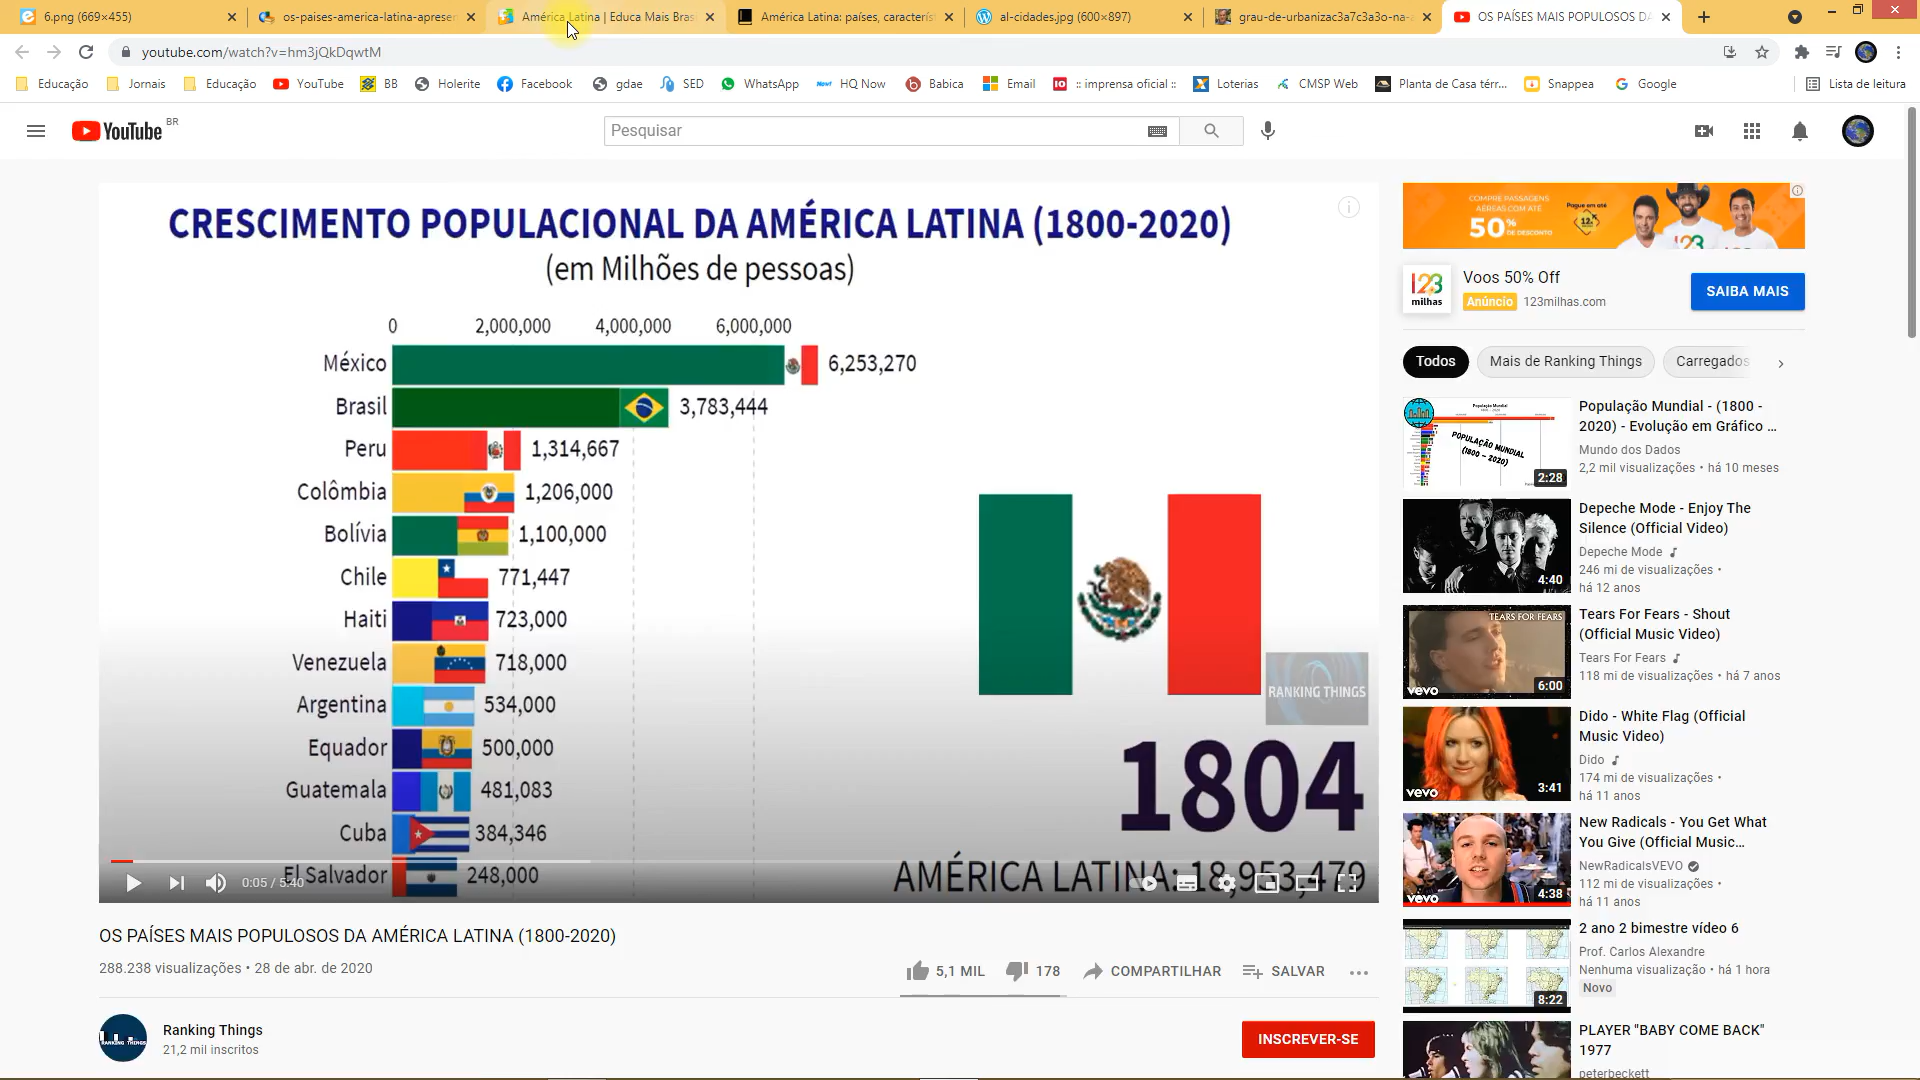 6.png (669×455)
os-paises-america-latina-apresen
América Latina | Educa Mais Bras
América Latina: países, caracterís
al-cidades.jpg (600×897)
grau-de-urbanizac3a7c3a3o-na-a
OS PAÍSES MAIS POPULOSOS DA
youtube.com/watch?v=hm3jQkDqwtM
Educação
Jornais
Educação
YouTube
BB
Holerite
Facebook
gdae
SED
WhatsApp
HQ Now
Babica
Email
:: imprensa oficial ::
Loterias
CMSP Web
Planta de Casa térr...
Snappea
Google
Lista de leitura
YouTube BR
Pesquisar
CRESCIMENTO POPULACIONAL DA AMÉRICA LATINA (1800-2020)
(em Milhões de pessoas)
0 2,000,000 4,000,000 6,000,000
México 6,253,270
Brasil 3,783,444
Peru 1,314,667
Colômbia 1,206,000
Bolívia 1,100,000
Chile 771,447
Haiti 723,000
Venezuela 718,000
Argentina 534,000
Equador 500,000
Guatemala 481,083
Cuba 384,346
El Salvador 248,000
RANKING THINGS
1804
AMÉRICA LATINA: 18,953,479
0:05 / 5:40
OS PAÍSES MAIS POPULOSOS DA AMÉRICA LATINA (1800-2020)
288.238 visualizações • 28 de abr. de 2020
5,1 MIL
178
COMPARTILHAR
SALVAR
Ranking Things
21,2 mil inscritos
INSCREVER-SE
COMPRE PASSAGENS
AÉREAS COM ATÉ
50%
DE DESCONTO
Pague em até
12x
123
123
milhas
Voos 50% Off
Anúncio 123milhas.com
SAIBA MAIS
Todos
Mais de Ranking Things
Carregados
População Mundial
POPULAÇÃO MUNDIAL
(1800 - 2020)
2:28
População Mundial - (1800 -
2020) - Evolução em Gráfico ...
Mundo dos Dados
2,2 mil visualizações • há 10 meses
4:40
Depeche Mode - Enjoy The
Silence (Official Video)
Depeche Mode
246 mi de visualizações •
há 12 anos
TEARS FOR FEARS
vevo
6:00
Tears For Fears - Shout
(Official Music Video)
Tears For Fears
118 mi de visualizações • há 7 anos
vevo
3:41
Dido - White Flag (Official
Music Video)
Dido
174 mi de visualizações •
há 11 anos
vevo
4:38
New Radicals - You Get What
You Give (Official Music...
NewRadicalsVEVO
112 mi de visualizações •
há 11 anos
8:22
2 ano 2 bimestre vídeo 6
Prof. Carlos Alexandre
Nenhuma visualização • há 1 hora
Novo
PLAYER "BABY COME BACK"
1977
peterbeckett